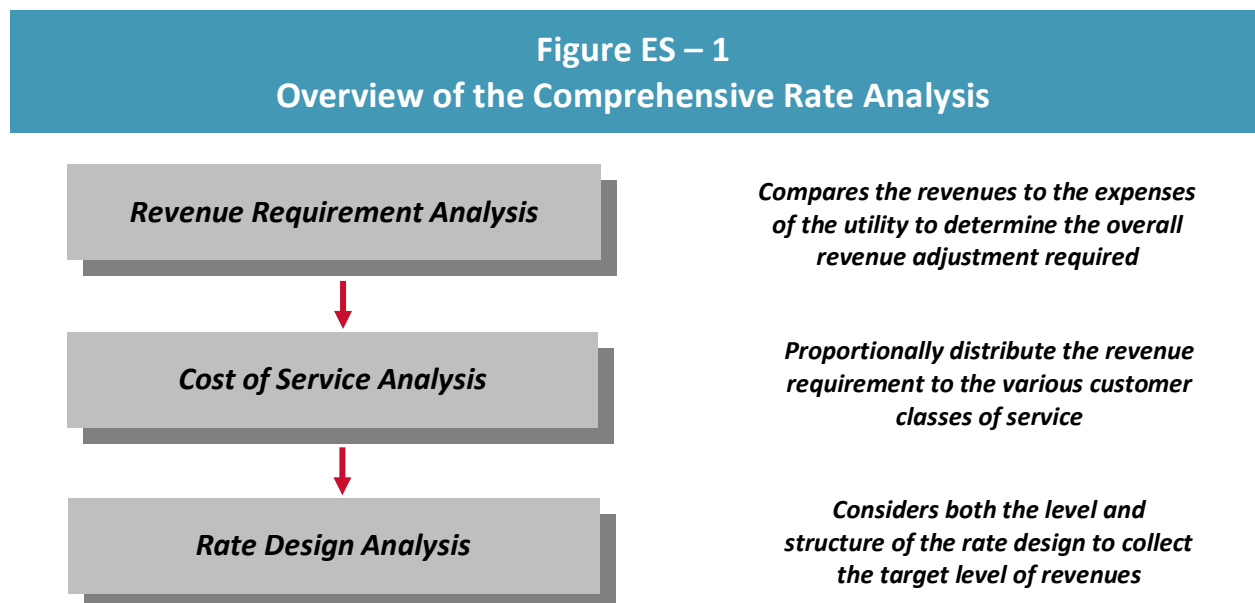 Figure ES – 1
Overview of the Comprehensive Rate Analysis
Revenue Requirement Analysis
Compares the revenues to the expenses
of the utility to determine the overall
revenue adjustment required
Cost of Service Analysis
Proportionally distribute the revenue
requirement to the various customer
classes of service
Rate Design Analysis
Considers both the level and
structure of the rate design to collect
the target level of revenues